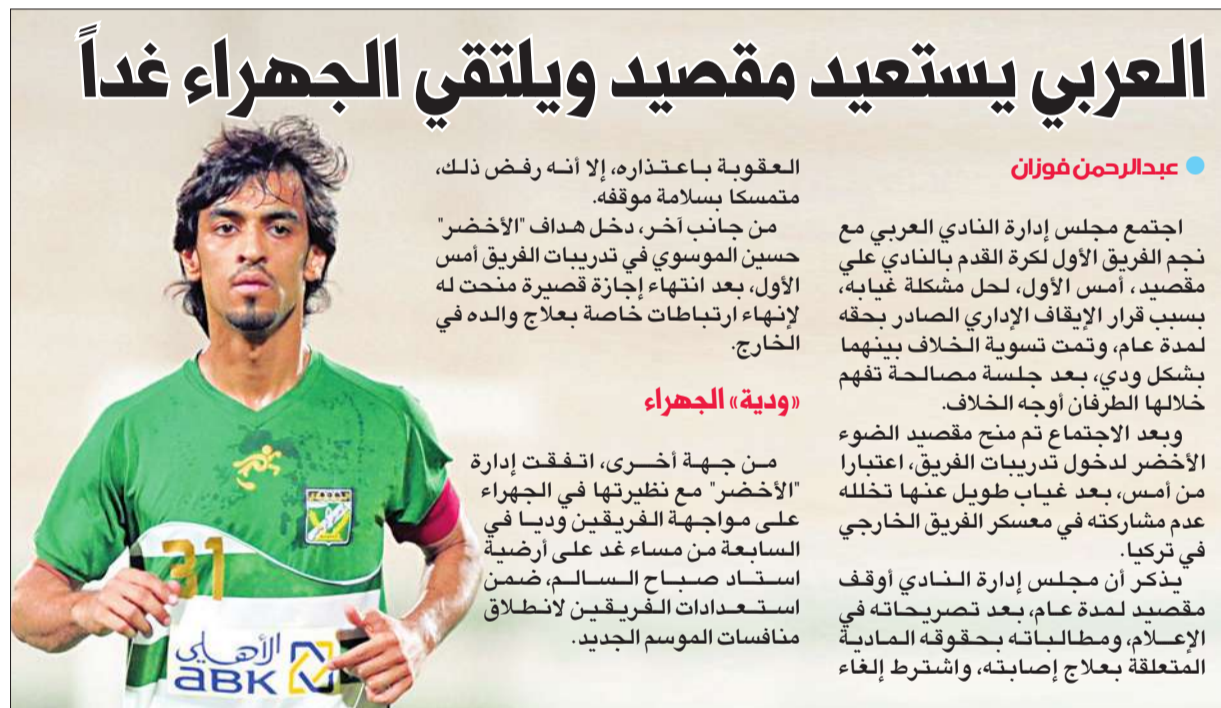 العربي يستعيد مقصيد ويلتقي الجهراء غداً
عبدالرحمن فوزان
اجتمع مجلس إدارة النادي العربي مع
نجم الفريق الأول لكرة القدم بالنادي علي
مقصيد، أمس الأول، لحل مشكلة غيابه،
بسبب قرار الإيقاف الإداري الصادر بحقه
لمدة عام، وتمت تسوية الخلاف بينهما
بشكل ودي، بعد جلسة مصالحة تفهم
خلالها الطرفان أوجه الخلاف.
وبعد الاجتماع تم منح مقصيد الضوء
الأخضر لدخول تدريبات الفريق، اعتبارا
من أمس، بعد غياب طويل عنها تخلله
عدم مشاركته في معسكر الفريق الخارجي
في تركيا.
يذكر أن مجلس إدارة النادي أوقف
مقصيد لمدة عام، بعد تصريحاته في
الإعلام، ومطالباته بحقوقه المادية
المتعلقة بعلاج إصابته، واشترط إلغاء
العقوبة باعتذاره، إلا أنه رفض ذلك،
متمسكا بسلامة موقفه.
من جانب آخر، دخل هداف "الأخضر"
حسين الموسوي في تدريبات الفريق أمس
الأول، بعد انتهاء إجازة قصيرة منحت له
لإنهاء ارتباطات خاصة بعلاج والده في
الخارج.
«ودية» الجهراء
من جهة أخرى، اتفقت إدارة
"الأخضر" مع نظيرتها في الجهراء
على مواجهة الفريقين وديا في
السابعة من مساء غد على أرضية
استاد صباح السالم، ضمن
استعدادات الفريقين لانطلاق
منافسات الموسم الجديد.
31
الأهلي
ABK